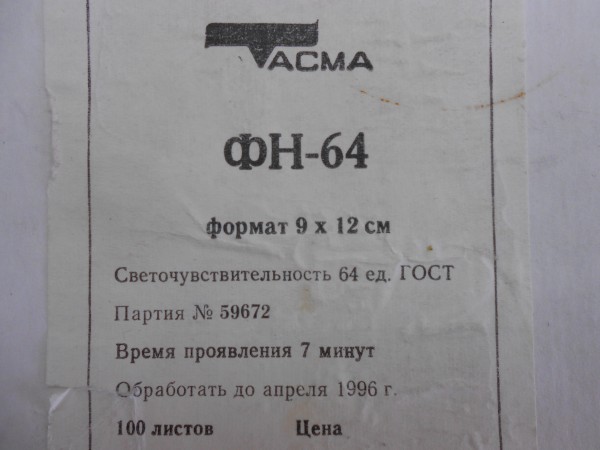 ТАСМА
ФН-64
формат 9 х 12 см
Светочувствительность 64 ед. ГОСТ
Партия № 59672
Время проявления 7 минут
Обработать до апреля 1996 г.
100 листов Цена